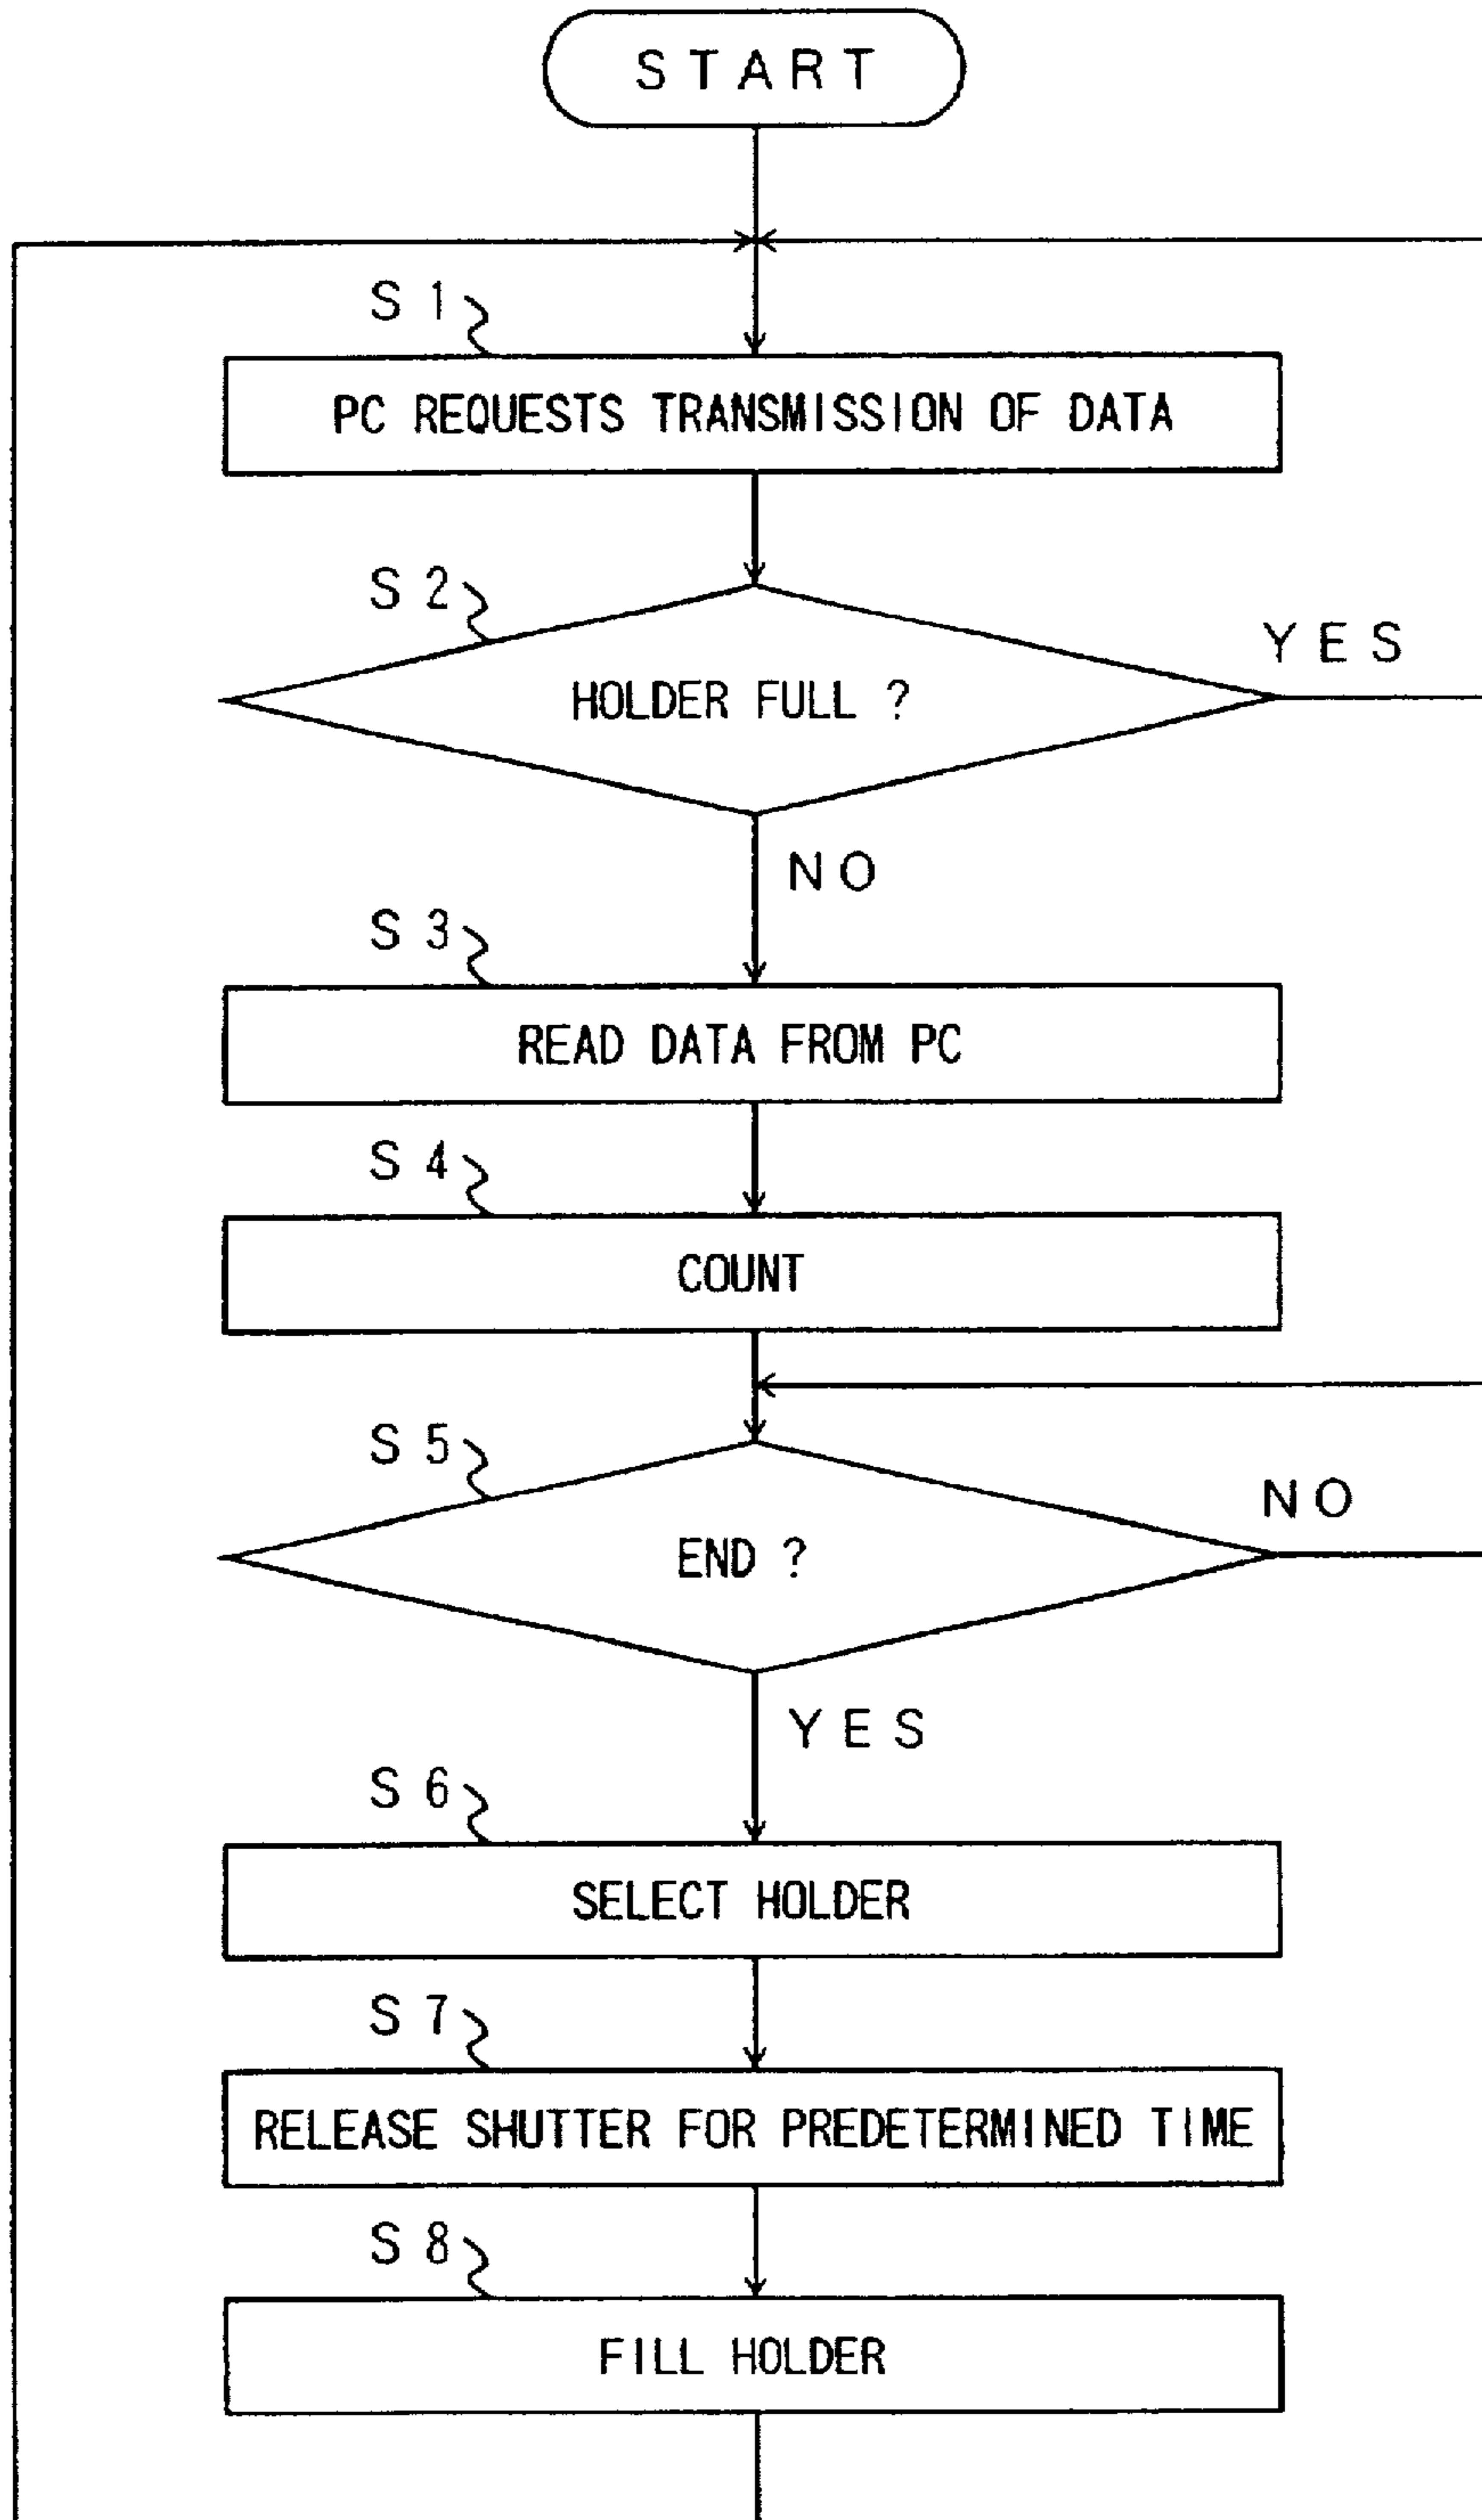 START
S1
PC REQUESTS TRANSMISSION OF DATA
S2
YES
HOLDER FULL ?
NO
S3
READ DATA FROM PC
S4
COUNT
S5
NO
END ?
YES
S6
SELECT HOLDER
S7
RELEASE SHUTTER FOR PREDETERMINED TIME
S8
FILL HOLDER